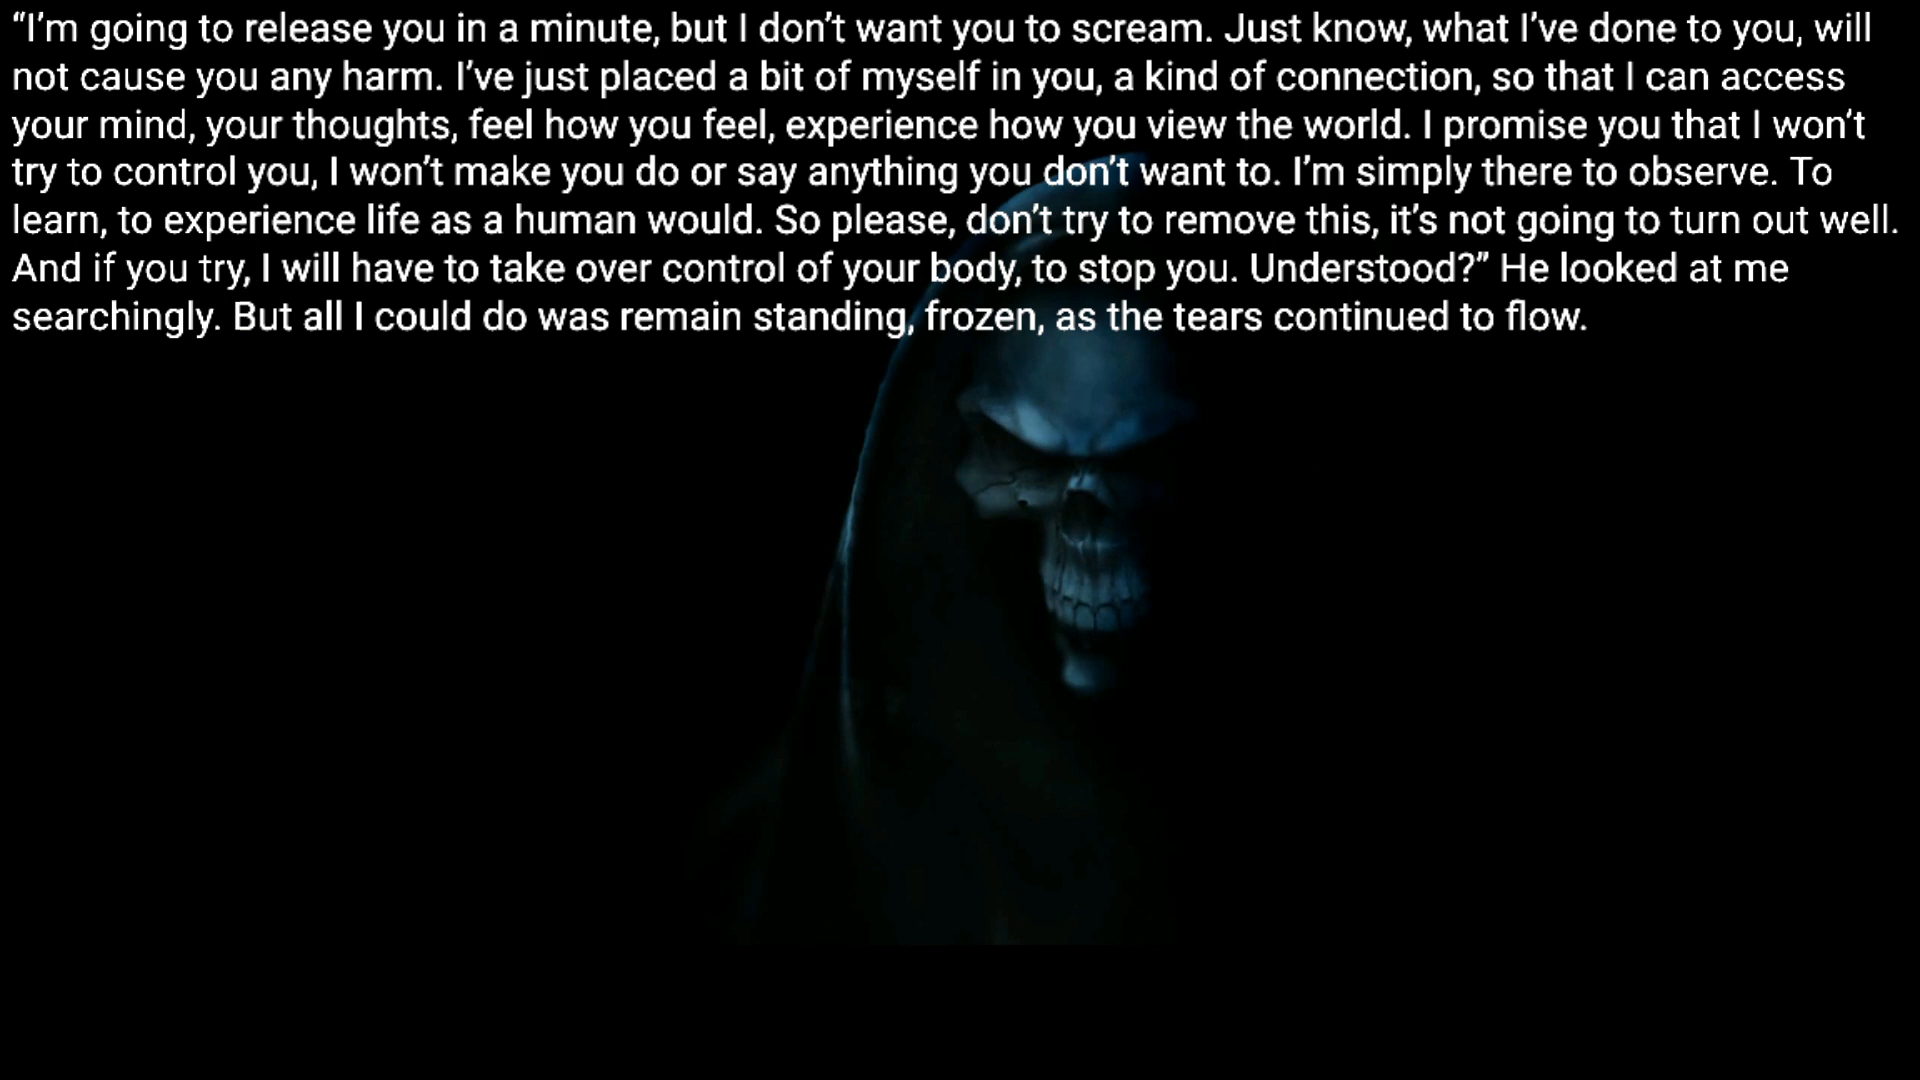 “I’m going to release you in a minute, but I don’t want you to scream. Just know, what I’ve done to you, will
not cause you any harm. I’ve just placed a bit of myself in you, a kind of connection, so that I can access
your mind, your thoughts, feel how you feel, experience how you view the world. I promise you that I won’t
try to control you, I won’t make you do or say anything you don’t want to. I’m simply there to observe. To
learn, to experience life as a human would. So please, don’t try to remove this, it’s not going to turn out well.
And if you try, I will have to take over control of your body, to stop you. Understood?” He looked at me
searchingly. But all I could do was remain standing, frozen, as the tears continued to flow.